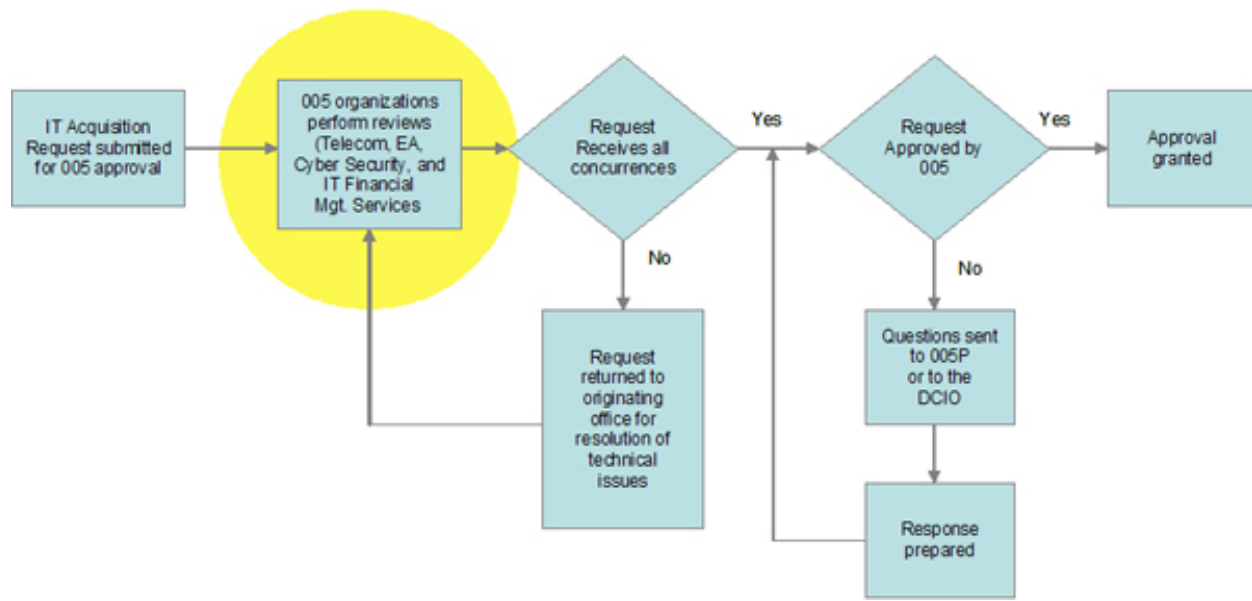 IT Acquisition
Request submitted
for 005 approval
005 organizations
perform reviews
(Telecom, EA,
Cyber Security, and
IT Financial
Mgt. Services
Request
Receives all
concurrences
Yes
Request
Approved by
005
Yes
Approval
granted
No
No
Request
returned to
originating
office for
resolution of
technical
issues
Questions sent
to 005P
or to the
DCIO
Response
prepared